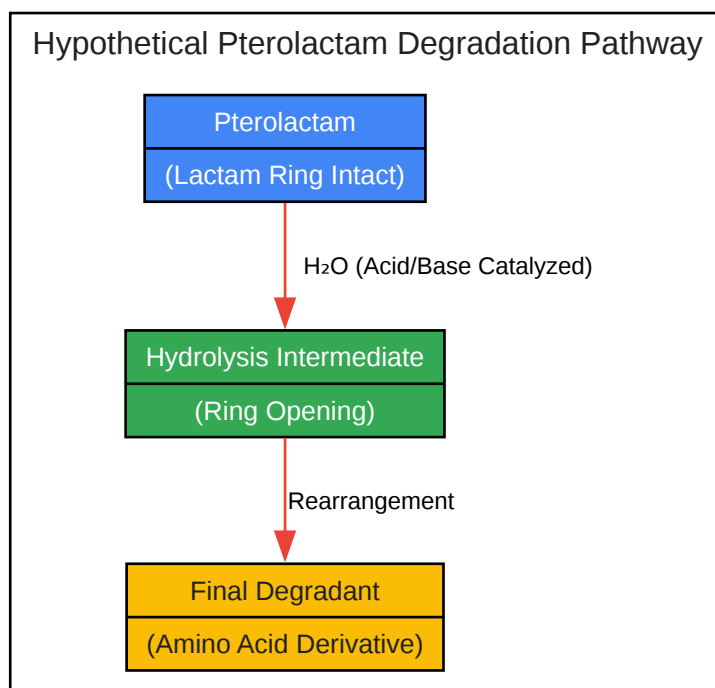 Hypothetical Pterolactam Degradation Pathway
Pterolactam
(Lactam Ring Intact)
H₂O (Acid/Base Catalyzed)
Hydrolysis Intermediate
(Ring Opening)
Rearrangement
Final Degradant
(Amino Acid Derivative)